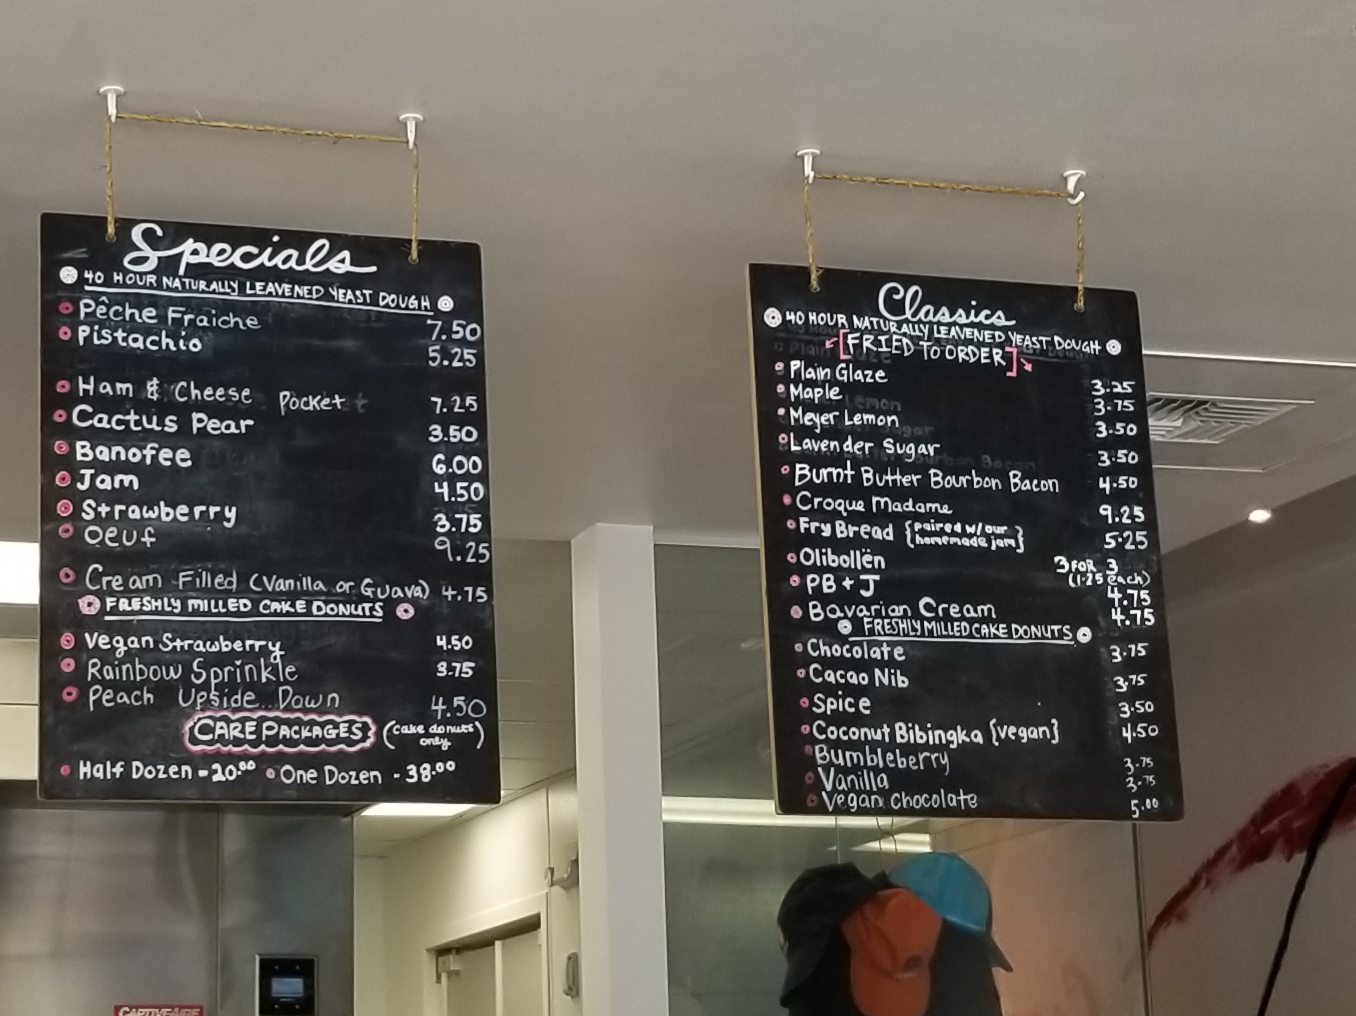 Specials
40 HOUR NATURALLY LEAVENED YEAST DOUGH
Pêche Fraiche 7.50
Pistachio 5.25
Ham & Cheese Pocket 7.25
Cactus Pear 3.50
Banofee 6.00
Jam 4.50
Strawberry 3.75
Oeuf 9.25
Cream Filled (Vanilla or Guava) 4.75
FRESHLY MILLED CAKE DONUTS
Vegan Strawberry 4.50
Rainbow Sprinkle 3.75
Peach Upside Down 4.50
CARE PACKAGES (cake donuts only)
Half Dozen - 20.00 One Dozen - 38.00
Classics
40 HOUR NATURALLY LEAVENED YEAST DOUGH
[FRIED TO ORDER]
Plain Glaze 3.25
Maple 3.75
Meyer Lemon 3.50
Lavender Sugar 3.50
Burnt Butter Bourbon Bacon 4.50
Croque Madame 9.25
Fry Bread {paired w/our homemade jam} 5.25
Olibollën 3 FOR 3
(1.25 each)
PB + J 4.75
Bavarian Cream 4.75
FRESHLY MILLED CAKE DONUTS
Chocolate 3.75
Cacao Nib 3.75
Spice 3.50
Coconut Bibingka {vegan} 4.50
Bumbleberry 3.75
Vanilla 3.75
Vegan chocolate 5.00
CAPTIVEAIRE